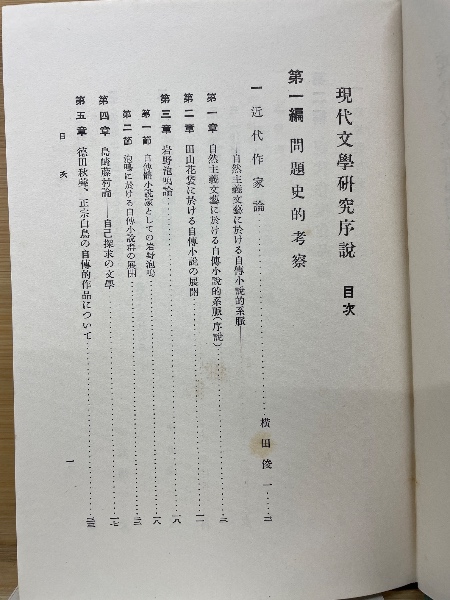 現代文學研究序說 目次
第一編 問題史的考察
一 近代作家論……………橫田俊一…三
―自然主義文藝に於ける自傳小說的系脈―
第一章 自然主義文藝に於ける自傳小說的系脈(序說)……三
第二章 田山花袋に於ける自傳小說の展開……二
第三章 岩野泡鳴論……一八
第一節 自傳體小說家としての岩野泡鳴……一八
第二節 泡鳴に於ける自傳小說群の展開……
第四章 島崎藤村論 ―自己探求の文學……
第五章 德田秋聲、正宗白鳥の自傳的作品について……
目次
一